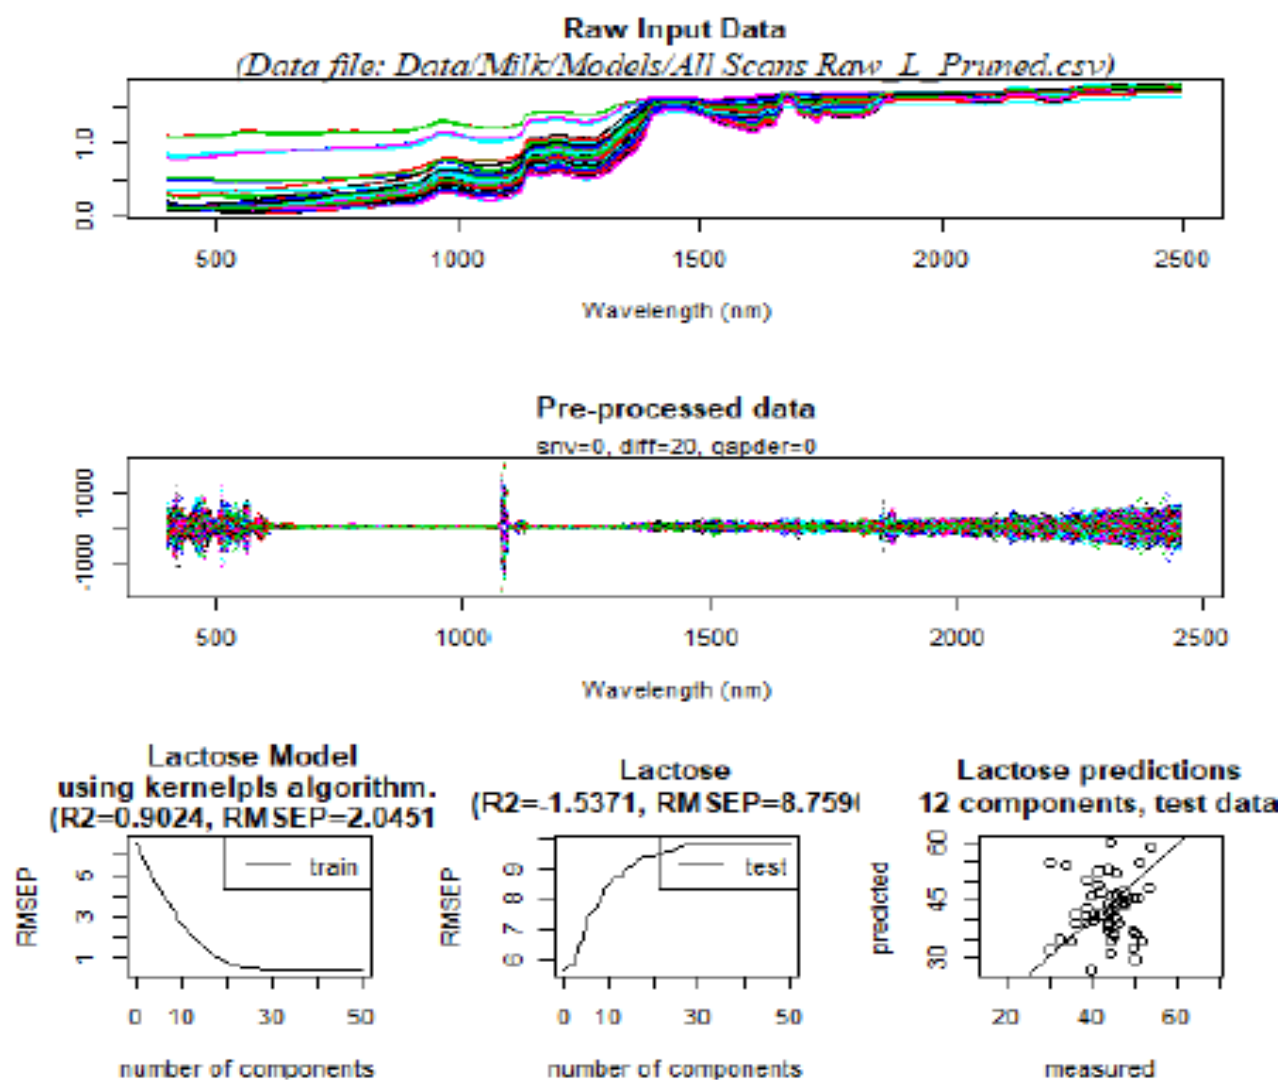 Raw Input Data
(Data file: Data/Milk/Models/All Scans Raw_L_Pruned.csv)
1.0
0.0
500 1000 1500 2000 2500
Wavelength (nm)
Pre-processed data
snv=0, diff=20, gapder=0
1000
-1000
500 1000 1500 2000 2500
Wavelength (nm)
Lactose Model
using kernelpls algorithm.
(R2=0.9024, RMSEP=2.0451
RMSEP
5
3
1
train
0 10 30 50
number of components
Lactose
(R2=-1.5371, RMSEP=8.759
RMSEP
9
8
7
6
test
0 10 30 50
number of components
Lactose predictions
12 components, test data
predicted
60
45
30
20 40 60
measured